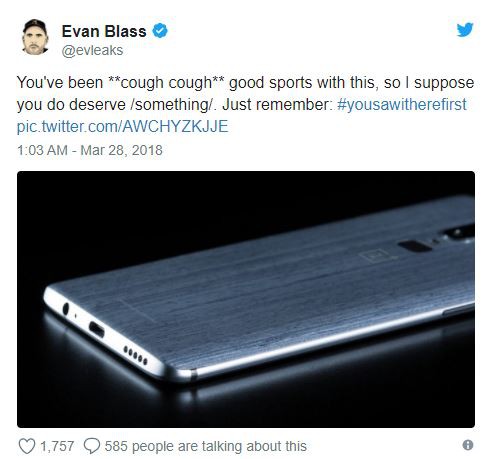 Evan Blass
@evleaks
You've been **cough cough** good sports with this, so I suppose
you do deserve /something/. Just remember: #yousawitherefirst
pic.twitter.com/AWCHYZKJJE
1:03 AM - Mar 28, 2018
1,757 585 people are talking about this